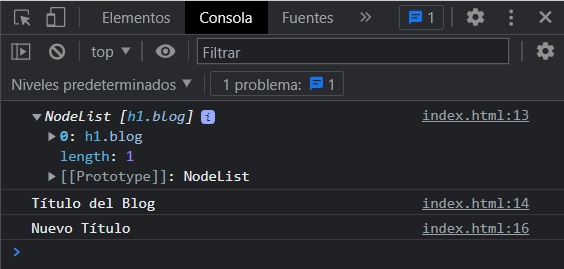 Elementos Consola Fuentes » 1
top Filtrar
Niveles predeterminados 1 problema: 1
NodeList [h1.blog] i index.html:13
0: h1.blog
length: 1
[[Prototype]]: NodeList
Título del Blog index.html:14
Nuevo Título index.html:16
>